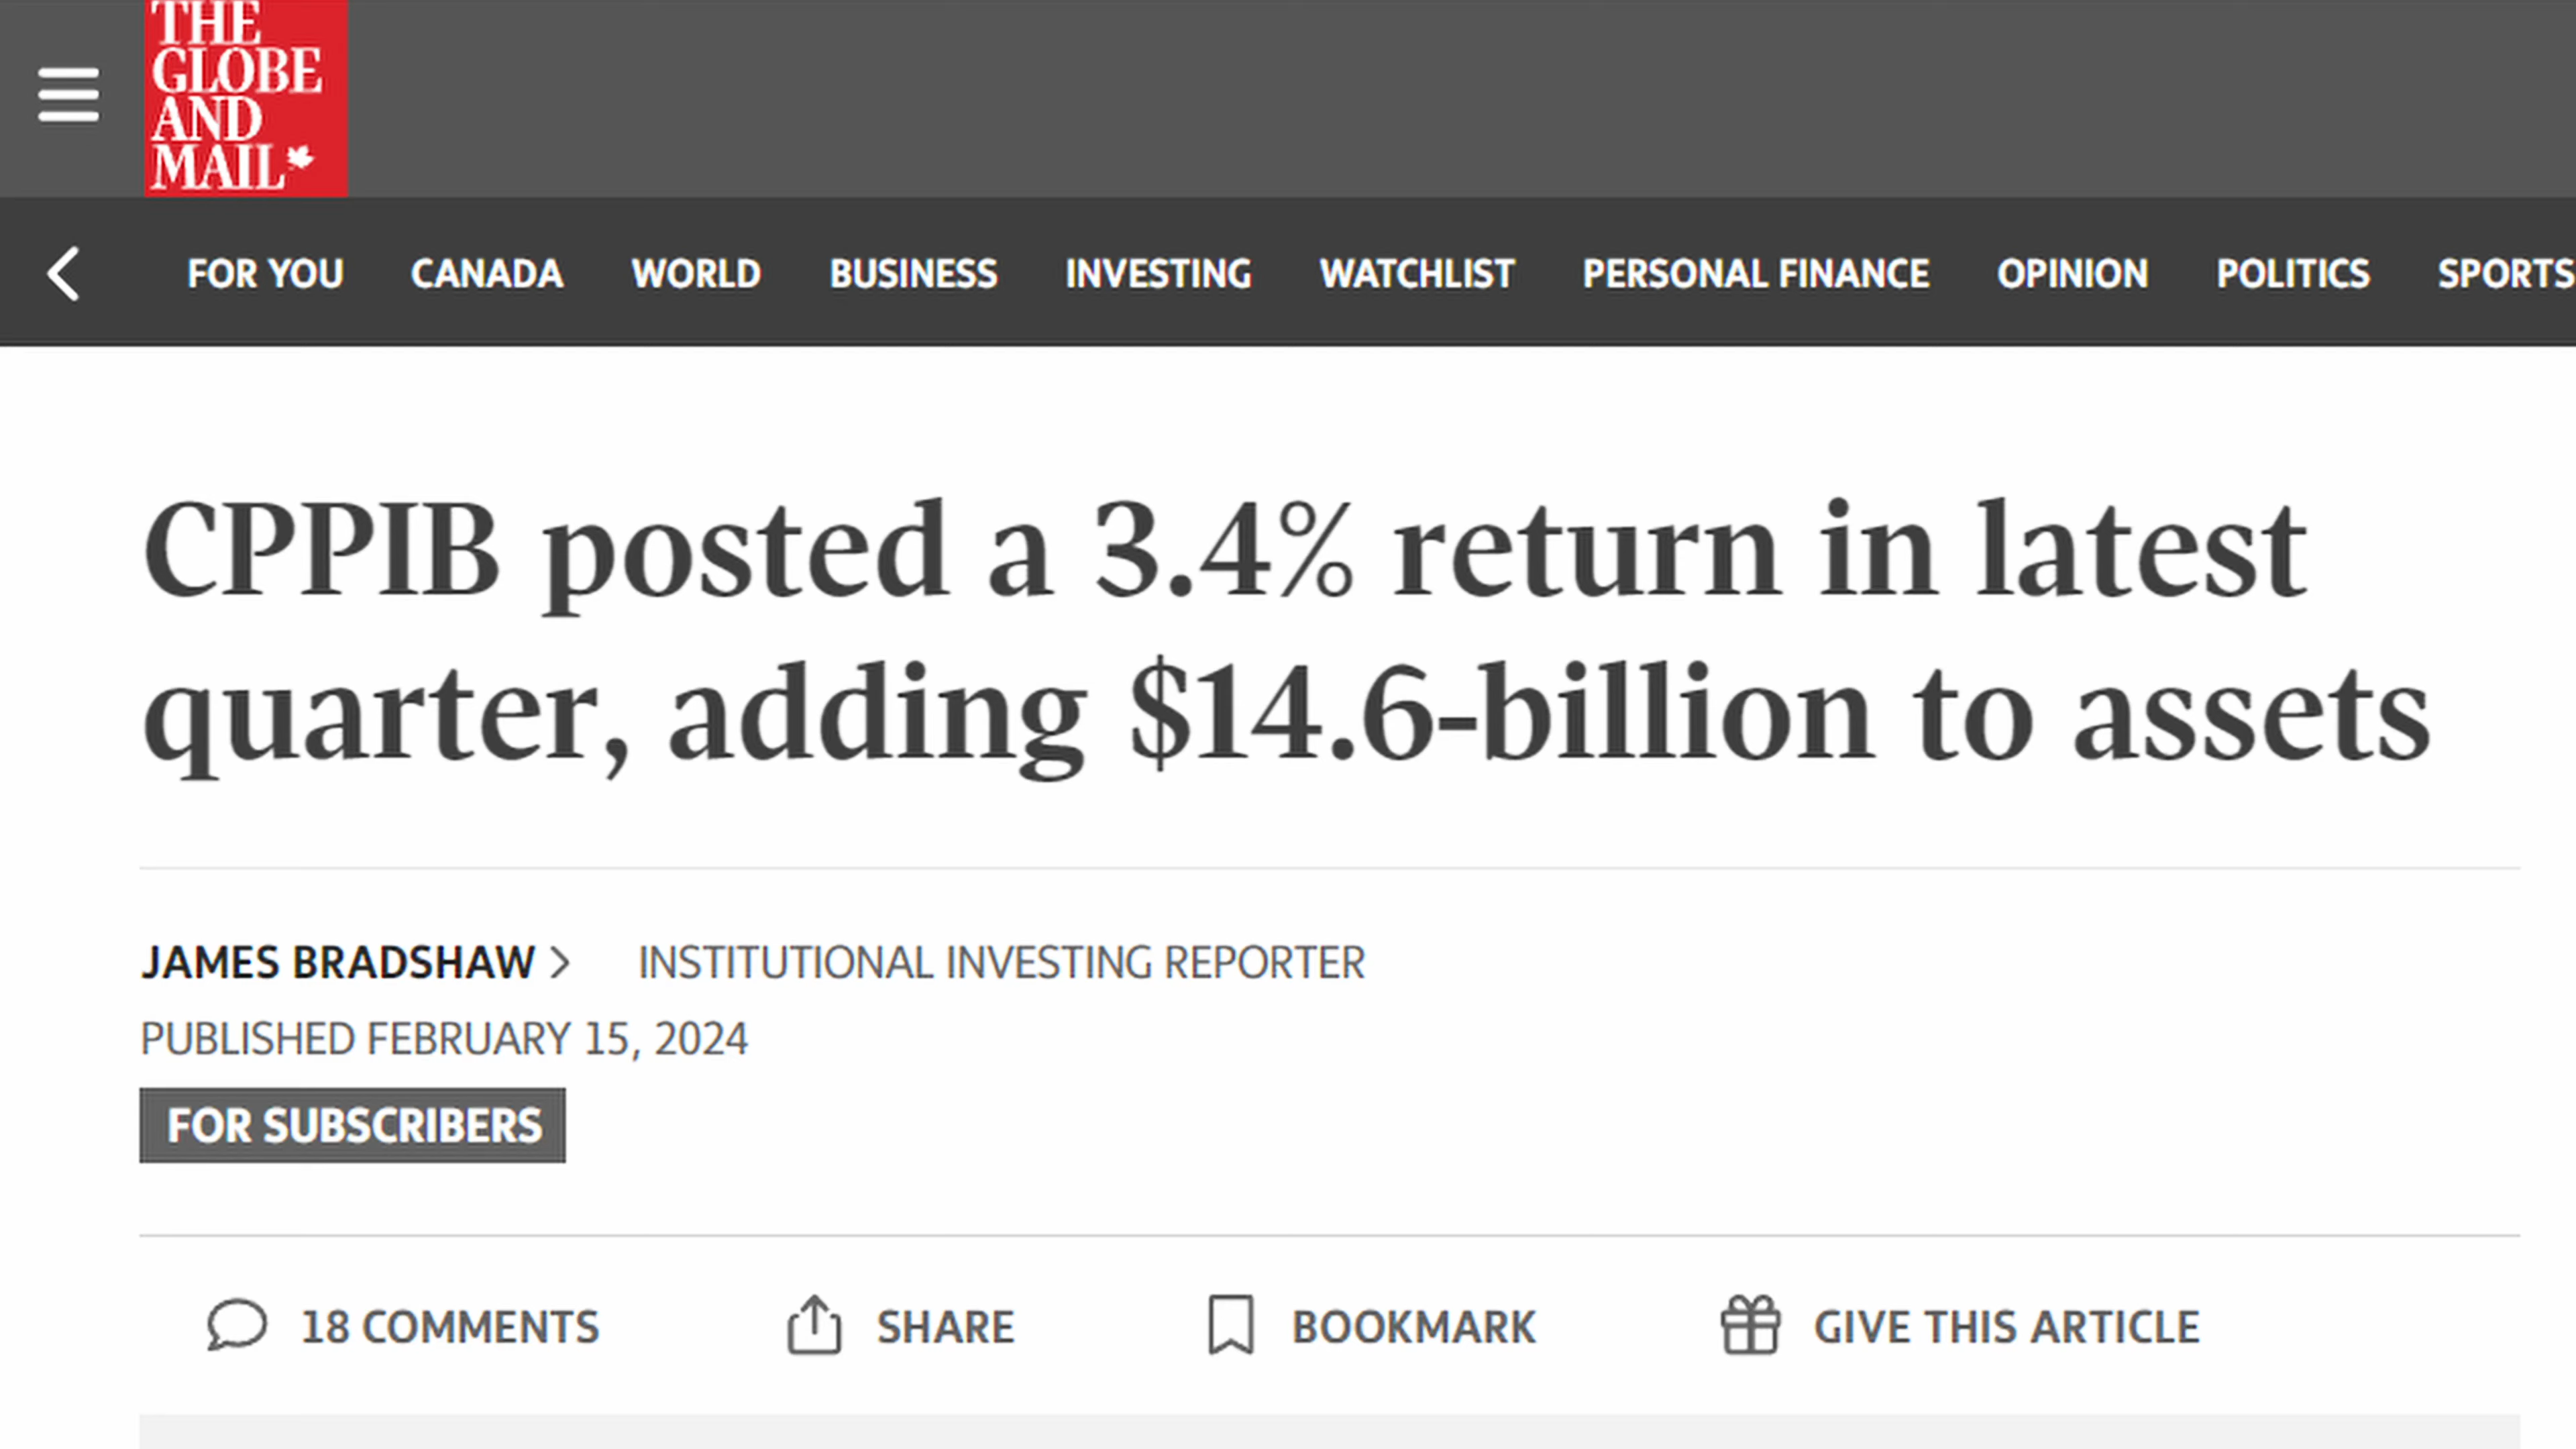 THE
GLOBE
AND
MAIL
FOR YOU CANADA WORLD BUSINESS INVESTING WATCHLIST PERSONAL FINANCE OPINION POLITICS SPORTS
CPPIB posted a 3.4% return in latest
quarter, adding $14.6-billion to assets
JAMES BRADSHAW > INSTITUTIONAL INVESTING REPORTER
PUBLISHED FEBRUARY 15, 2024
FOR SUBSCRIBERS
18 COMMENTS SHARE BOOKMARK GIVE THIS ARTICLE